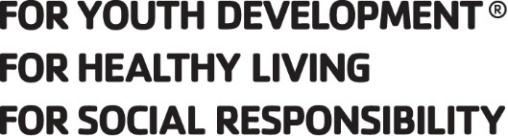 FOR YOUTH DEVELOPMENT®
FOR HEALTHY LIVING
FOR SOCIAL RESPONSIBILITY